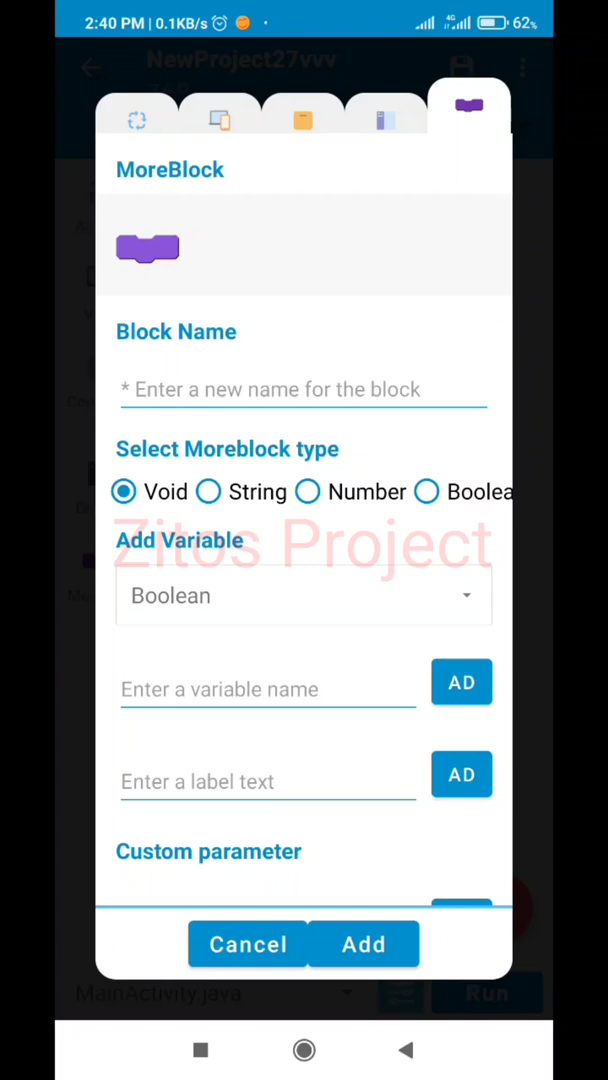 2:40 PM | 0.1KB/s
4G
62%
NewProject27vvv
MoreBlock
Block Name
* Enter a new name for the block
Select Moreblock type
Void String Number Boolea
Zitos Project
Add Variable
Boolean
Enter a variable name AD
Enter a label text AD
Custom parameter
Cancel Add
MainActivity.java Run